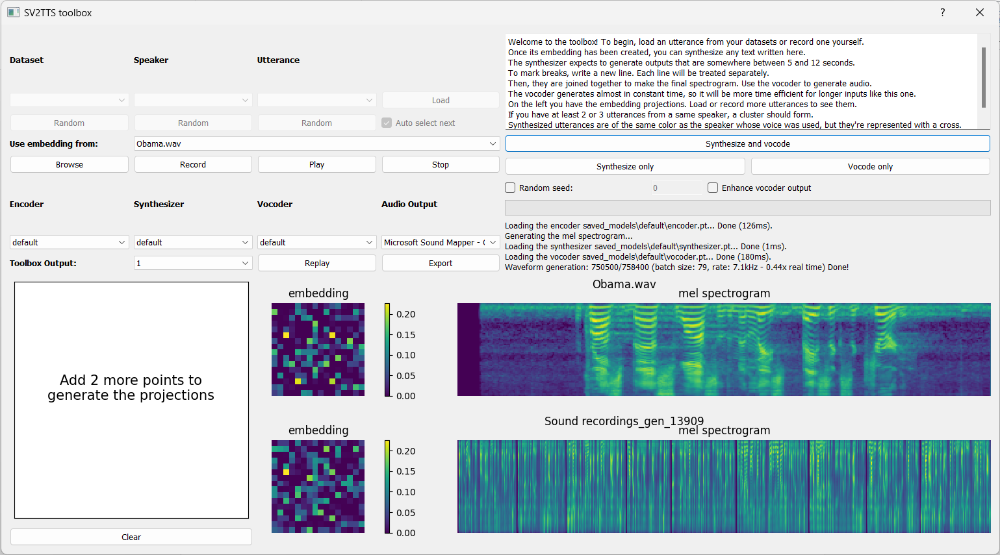 SV2TTS toolbox
?
Dataset
Speaker
Utterance
Load
Random
Random
Random
Auto select next
Use embedding from:
Obama.wav
Browse
Record
Play
Stop
Encoder
Synthesizer
Vocoder
Audio Output
default
default
default
Microsoft Sound Mapper - (
Toolbox Output:
1
Replay
Export
Welcome to the toolbox! To begin, load an utterance from your datasets or record one yourself.
Once its embedding has been created, you can synthesize any text written here.
The synthesizer expects to generate outputs that are somewhere between 5 and 12 seconds.
To mark breaks, write a new line. Each line will be treated separately.
Then, they are joined together to make the final spectrogram. Use the vocoder to generate audio.
The vocoder generates almost in constant time, so it will be more time efficient for longer inputs like this one.
On the left you have the embedding projections. Load or record more utterances to see them.
If you have at least 2 or 3 utterances from a same speaker, a cluster should form.
Synthesized utterances are of the same color as the speaker whose voice was used, but they're represented with a cross.
Synthesize and vocode
Synthesize only
Vocode only
Random seed:
0
Enhance vocoder output
Loading the encoder saved_models\default\encoder.pt... Done (126ms).
Generating the mel spectrogram...
Loading the synthesizer saved_models\default\synthesizer.pt... Done (1ms).
Loading the vocoder saved_models\default\vocoder.pt... Done (180ms).
Waveform generation: 750500/758400 (batch size: 79, rate: 7.1kHz - 0.44x real time) Done!
Add 2 more points to
generate the projections
Clear
embedding
0.20
0.15
0.10
0.05
0.00
Obama.wav
mel spectrogram
embedding
0.20
0.15
0.10
0.05
0.00
Sound recordings_gen_13909
mel spectrogram